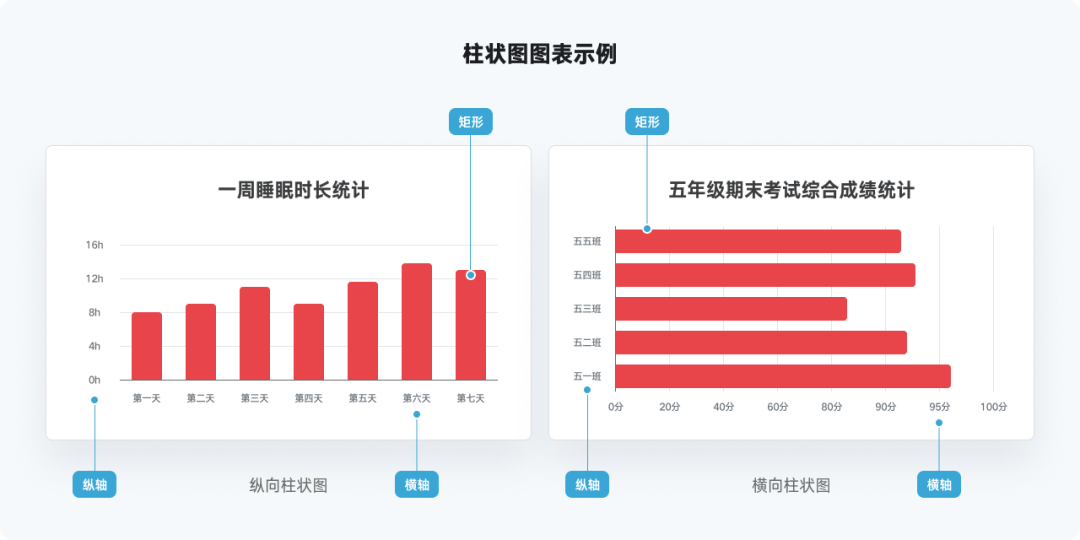 柱状图图表示例
矩形
矩形
一周睡眠时长统计
16h
12h
8h
4h
0h
第一天 第二天 第三天 第四天 第五天 第六天 第七天
五年级期末考试综合成绩统计
五五班
五四班
五三班
五二班
五一班
0分 20分 40分 60分 80分 90分 95分 100分
纵轴 纵向柱状图 横轴
纵轴 横向柱状图 横轴